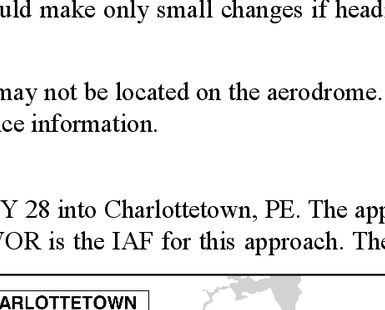 uld make only small changes if head
may not be located on the aerodrome.
ce information.
Y 28 into Charlottetown, PE. The app
VOR is the IAF for this approach. The
ARLOTTETOWN